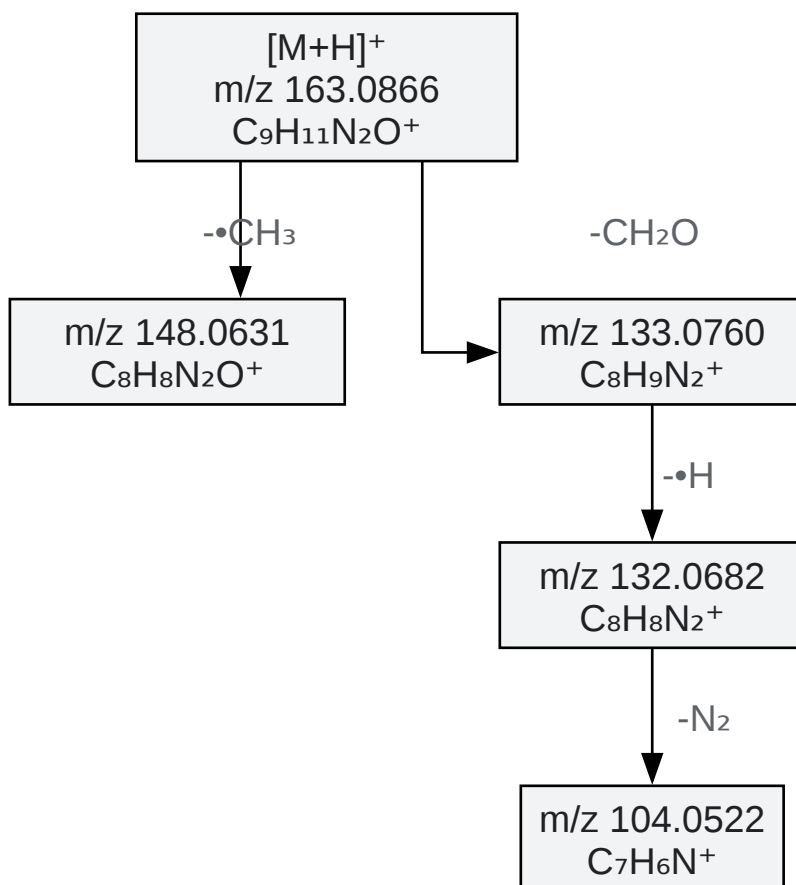 [M+H]⁺
m/z 163.0866
C₉H₁₁N₂O⁺
-•CH₃
-CH₂O
m/z 148.0631
C₈H₈N₂O⁺
m/z 133.0760
C₈H₉N₂⁺
-•H
m/z 132.0682
C₈H₈N₂⁺
-N₂
m/z 104.0522
C₇H₆N⁺